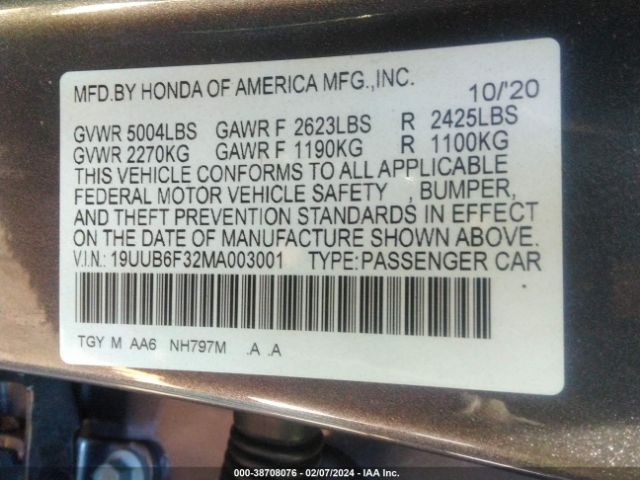 MFD.BY HONDA OF AMERICA MFG.,INC. 10/'20
GVWR 5004LBS GAWR F 2623LBS R 2425LBS
GVWR 2270KG GAWR F 1190KG R 1100KG
THIS VEHICLE CONFORMS TO ALL APPLICABLE
FEDERAL MOTOR VEHICLE SAFETY , BUMPER,
AND THEFT PREVENTION STANDARDS IN EFFECT
ON THE DATE OF MANUFACTURE SHOWN ABOVE.
V.I.N.: 19UUB6F32MA003001 TYPE:PASSENGER CAR
TGY M AA6 NH797M .A .A
000-38708076 - 02/07/2024 - IAA Inc.